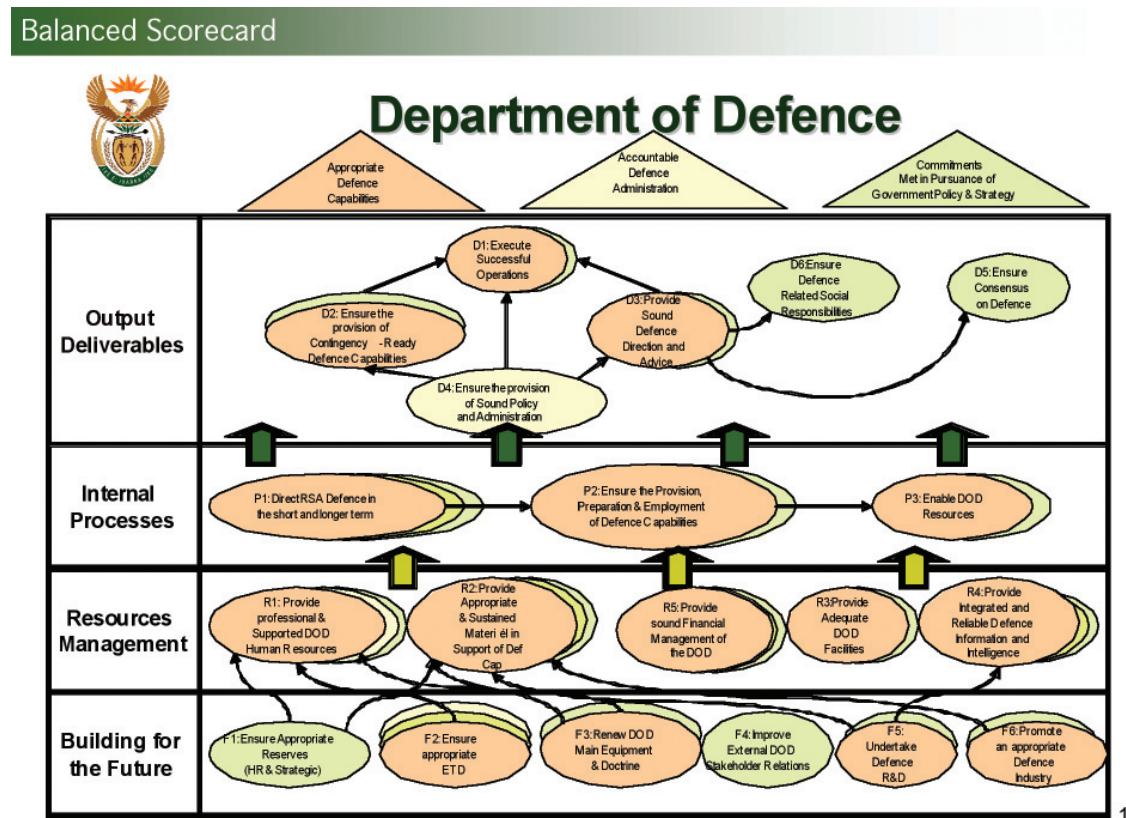 Balanced Scorecard
Department of Defence
Appropriate
Defence
Capabilities
Accountable
Defence
Administration
Commitments
Met in Pursuance of
Government Policy & Strategy
Output
Deliverables
D1: Execute
Successful
Operations
D2: Ensure the
provision of
Contingency -Ready
Defence Capabilities
D3:Provide
Sound
Defence
Direction and
Advice
D6:Ensure
Defence
Related Social
Responsibilities
D5: Ensure
Consensus
on Defence
D4:Ensure the provision
of Sound Policy
and Administration
Internal
Processes
P1: Direct RSA Defence in
the short and longer term
P2: Ensure the Provision,
Preparation & Employment
of Defence Capabilities
P3: Enable DOD
Resources
Resources
Management
R1: Provide
professional &
Supported DOD
Human Resources
R2: Provide
Appropriate
& Sustained
Materi él in
Support of Def
Cap
R5: Provide
sound Financial
Management of
the DOD
R3:Provide
Adequate
DOD
Facilities
R4: Provide
Integrated and
Reliable Defence
Information and
Intelligence
Building for
the Future
F1: Ensure Appropriate
Reserves
(HR & Strategic)
F2: Ensure
appropriate
ETD
F3: Renew DOD
Main Equipment
& Doctrine
F4: Improve
External DOD
Stakeholder Relations
F5:
Undertake
Defence
R&D
F6: Promote
an appropriate
Defence
Industry
1